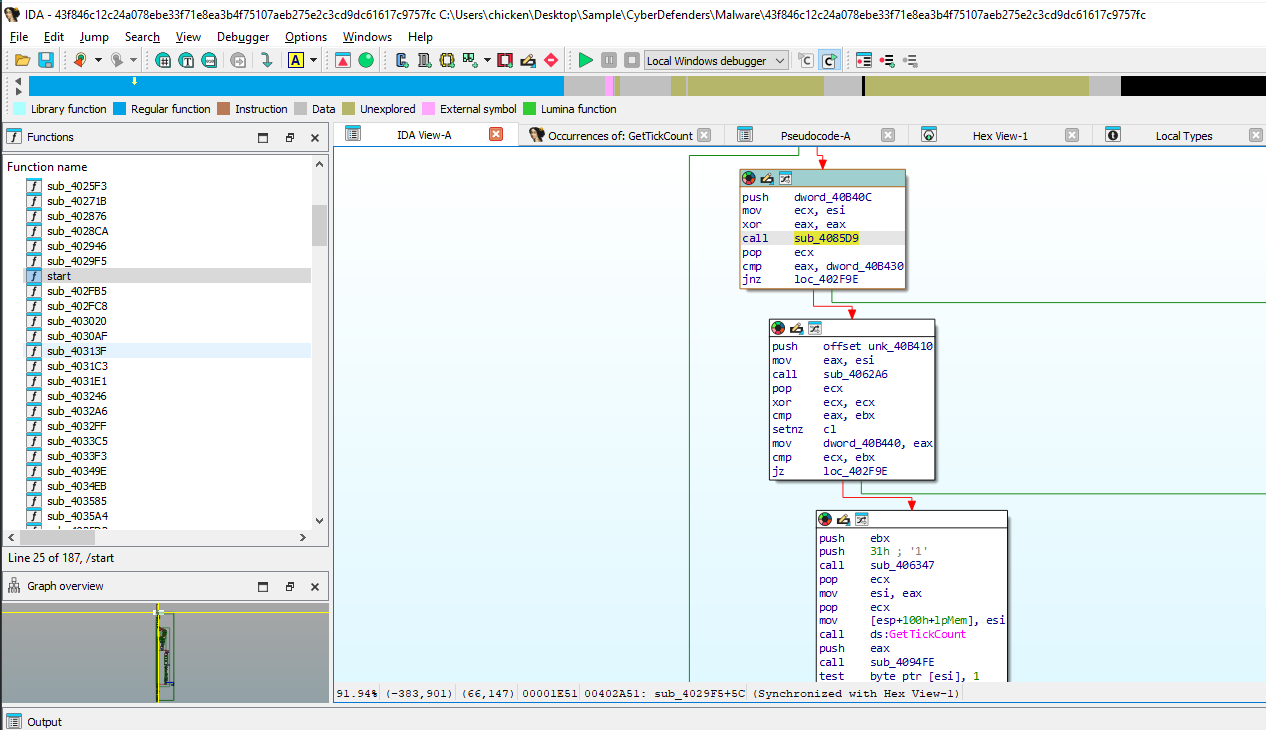 IDA - 43f846c12c24a078ebe33f71e8ea3b4f75107aeb275e2c3cd9dc61617c9757fc C:\Users\chicken\Desktop\Sample\CyberDefenders\Malware\43f846c12c24a078ebe33f71e8ea3b4f75107aeb275e2c3cd9dc61617c9757fc
File Edit Jump Search View Debugger Options Windows Help
Local Windows debugger
Library function Regular function Instruction Data Unexplored External symbol Lumina function
Functions
IDA View-A Occurrences of: GetTickCount Pseudocode-A Hex View-1 Local Types
Function name
sub_4025F3
sub_40271B
sub_402876
sub_4028CA
sub_402946
sub_4029F5
start
sub_402FB5
sub_402FC8
sub_403020
sub_4030AF
sub_40313F
sub_4031C3
sub_4031E1
sub_403246
sub_4032A6
sub_4032FF
sub_4033C5
sub_4033F3
sub_40349E
sub_4034EB
sub_403585
sub_4035A4
Line 25 of 187, /start
Graph overview
push dword_40B40C
mov ecx, esi
xor eax, eax
call sub_4085D9
pop ecx
cmp eax, dword_40B430
jnz loc_402F9E
push offset unk_40B410
mov eax, esi
call sub_4062A6
pop ecx
xor ecx, ecx
cmp eax, ebx
setnz cl
mov dword_40B440, eax
cmp ecx, ebx
jz loc_402F9E
push ebx
push 31h ; '1'
call sub_406347
pop ecx
mov esi, eax
pop ecx
mov [esp+100h+lpMem], esi
call ds:GetTickCount
push eax
call sub_4094FE
test byte ptr [esi], 1
91.94% (-383,901) (66,147) 00001E51 00402A51: sub_4029F5+5C (Synchronized with Hex View-1)
Output